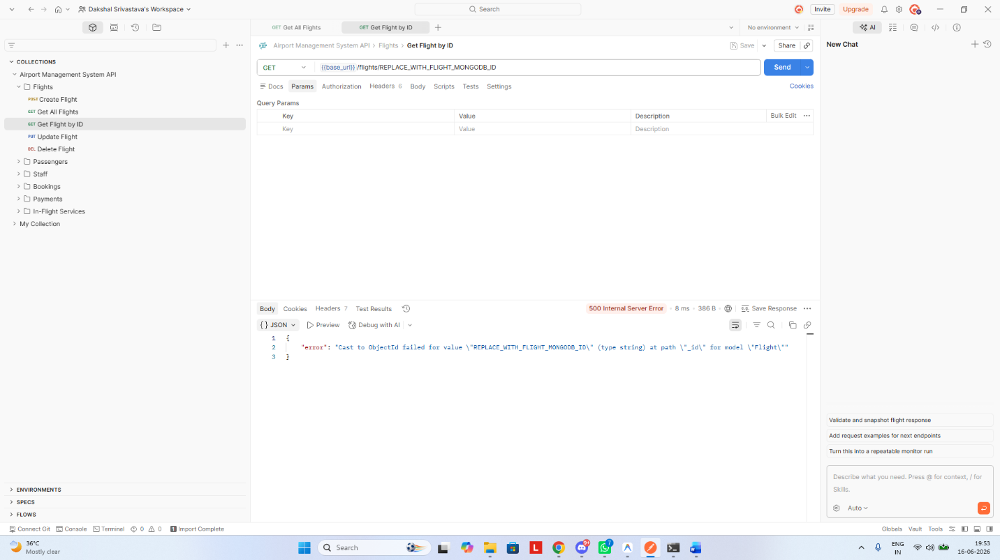 Dakshal Srivastava's Workspace
Search
Invite
Upgrade
GET Get All Flights
GET Get Flight by ID
No environment
AI
Airport Management System API > Flights > Get Flight by ID
Save
Share
New Chat
COLLECTIONS
Airport Management System API
Flights
POST Create Flight
GET Get All Flights
GET Get Flight by ID
PUT Update Flight
DEL Delete Flight
Passengers
Staff
Bookings
Payments
In-Flight Services
My Collection
GET
{{base_url}}/flights/REPLACE_WITH_FLIGHT_MONGODB_ID
Send
Docs Params Authorization Headers 6 Body Scripts Tests Settings
Cookies
Query Params
Key Value Description Bulk Edit
Key Value Description
Body Cookies Headers 7 Test Results
500 Internal Server Error 8 ms 386 B Save Response
{ } JSON Preview Debug with AI
1 {
2 "error": "Cast to ObjectId failed for value \"REPLACE_WITH_FLIGHT_MONGODB_ID\" (type string) at path \"_id\" for model \"Flight\""
3 }
Validate and snapshot flight response
Add request examples for next endpoints
Turn this into a repeatable monitor run
Describe what you need. Press @ for context, / for
Skills.
Auto
ENVIRONMENTS
SPECS
FLOWS
Connect Git Console Terminal 0 0 1 Import Complete
Globals Vault Tools
36°C
Mostly clear
Search
L
9+
7
ENG
IN
19:53
16-06-2026